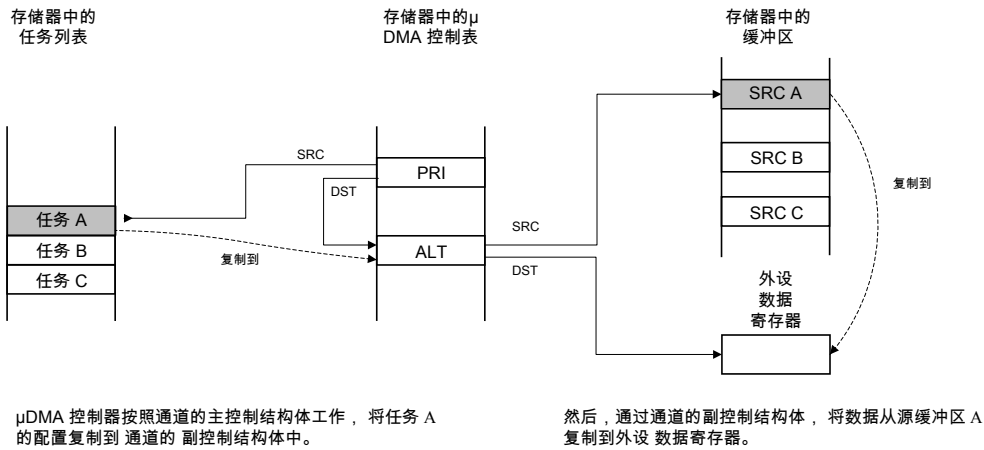 存储器中的
任务列表
存储器中的μ
DMA 控制表
存储器中的
缓冲区
SRC A
SRC B
SRC C
复制到
SRC
PRI
DST
任务 A
任务 B
任务 C
复制到
ALT
SRC
DST
外设
数据
寄存器
μDMA 控制器按照通道的主控制结构体工作，将任务 A
的配置复制到 通道的 副控制结构体中。
然后，通过通道的副控制结构体，将数据从源缓冲区 A
复制到外设 数据寄存器。